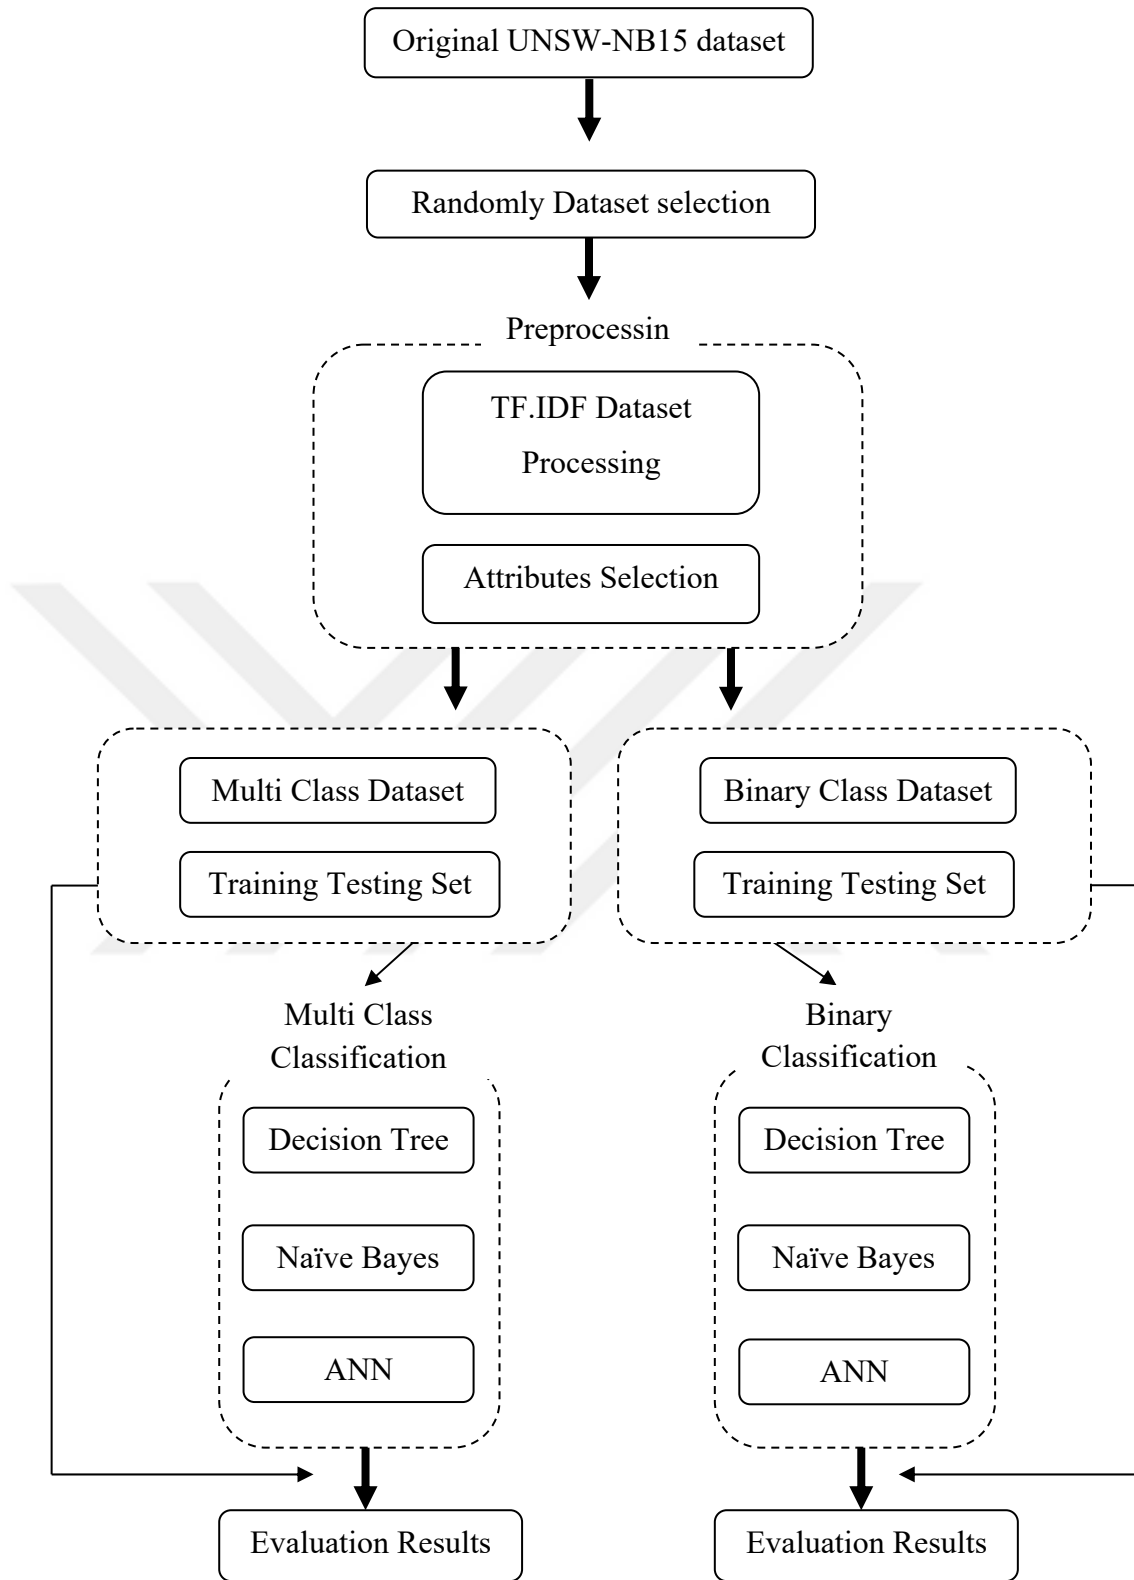 Original UNSW-NB15 dataset
Randomly Dataset selection
Preprocessin
TF.IDF Dataset
Processing
Attributes Selection
Multi Class Dataset
Training Testing Set
Binary Class Dataset
Training Testing Set
Multi Class
Classification
Decision Tree
Naïve Bayes
ANN
Evaluation Results
Binary
Classification
Decision Tree
Naïve Bayes
ANN
Evaluation Results